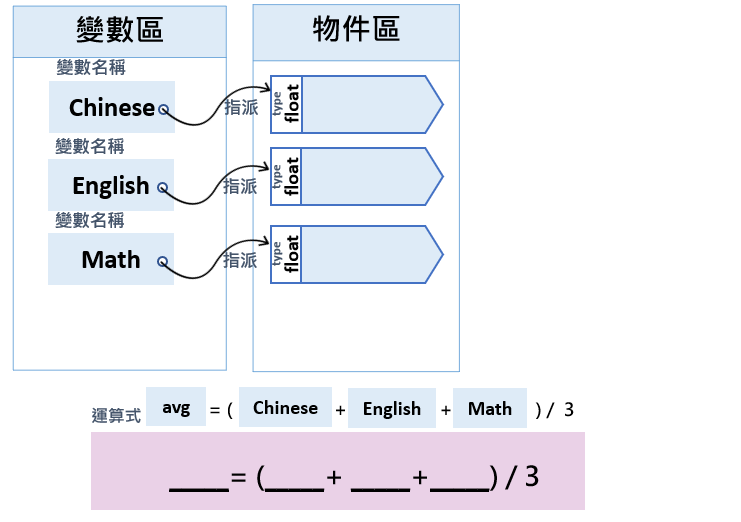 變數區
變數名稱
Chinese
變數名稱
English
變數名稱
Math
指派
指派
指派
物件區
type float
type float
type float
運算式 avg = ( Chinese + English + Math ) / 3
____= (____+ ____+____) / 3